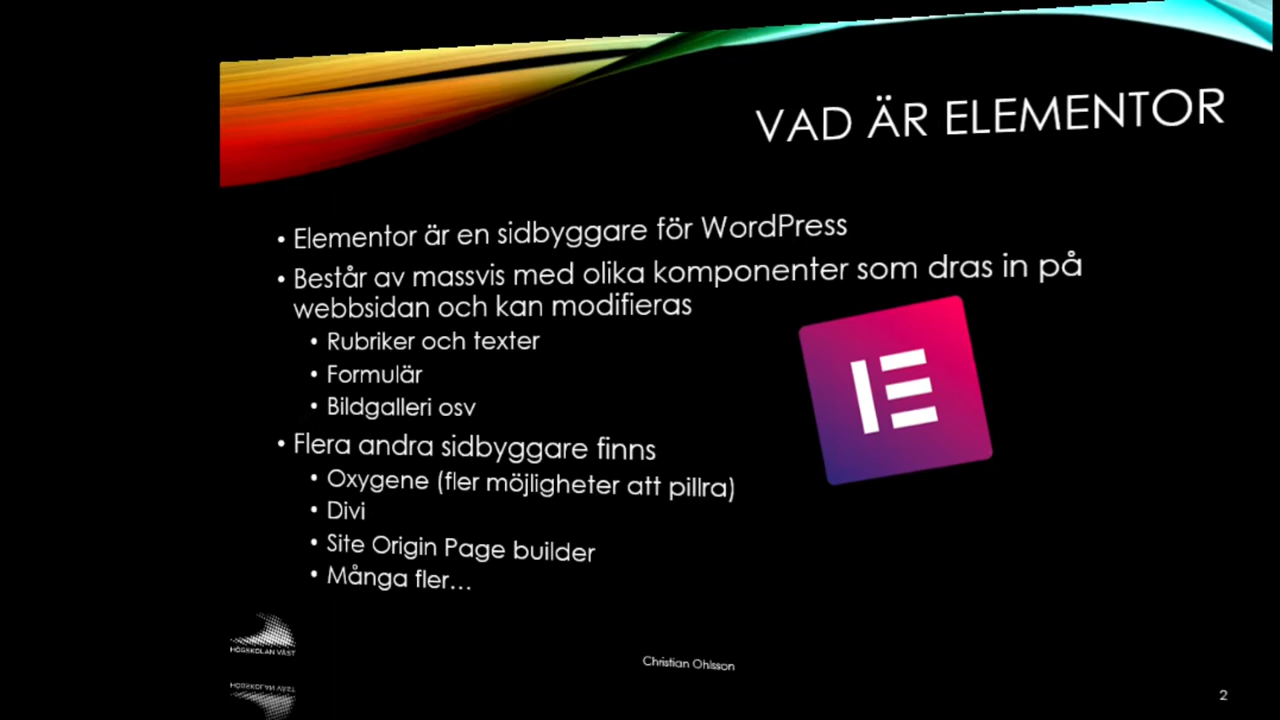 VAD ÄR ELEMENTOR
• Elementor är en sidbyggare för WordPress
• Består av massvis med olika komponenter som dras in på
webbsidan och kan modifieras
• Rubriker och texter
• Formulär
• Bildgalleri osv
• Flera andra sidbyggare finns
• Oxygene (fler möjligheter att pillra)
• Divi
• Site Origin Page builder
• Många fler...
HÖGSKOLAN VÄST
Christian Ohlsson
2